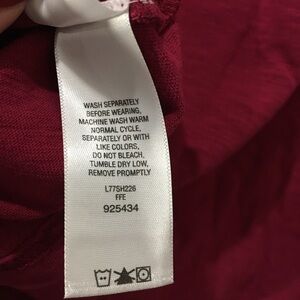 WASH SEPARATELY
BEFORE WEARING,
MACHINE WASH WARM
NORMAL CYCLE,
SEPARATELY OR WITH
LIKE COLORS,
DO NOT BLEACH,
TUMBLE DRY LOW,
REMOVE PROMPTLY
L77SH226
FFE
925434